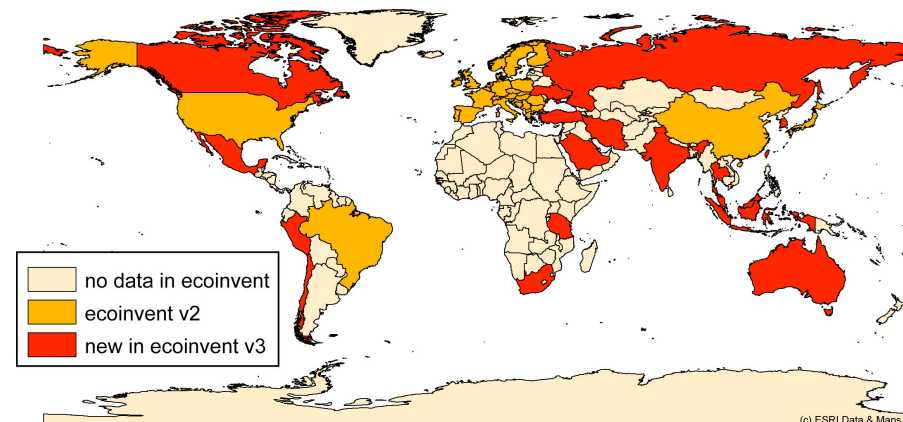 no data in ecoinvent
ecoinvent v2
new in ecoinvent v3
(c) ESRI Data & Maps